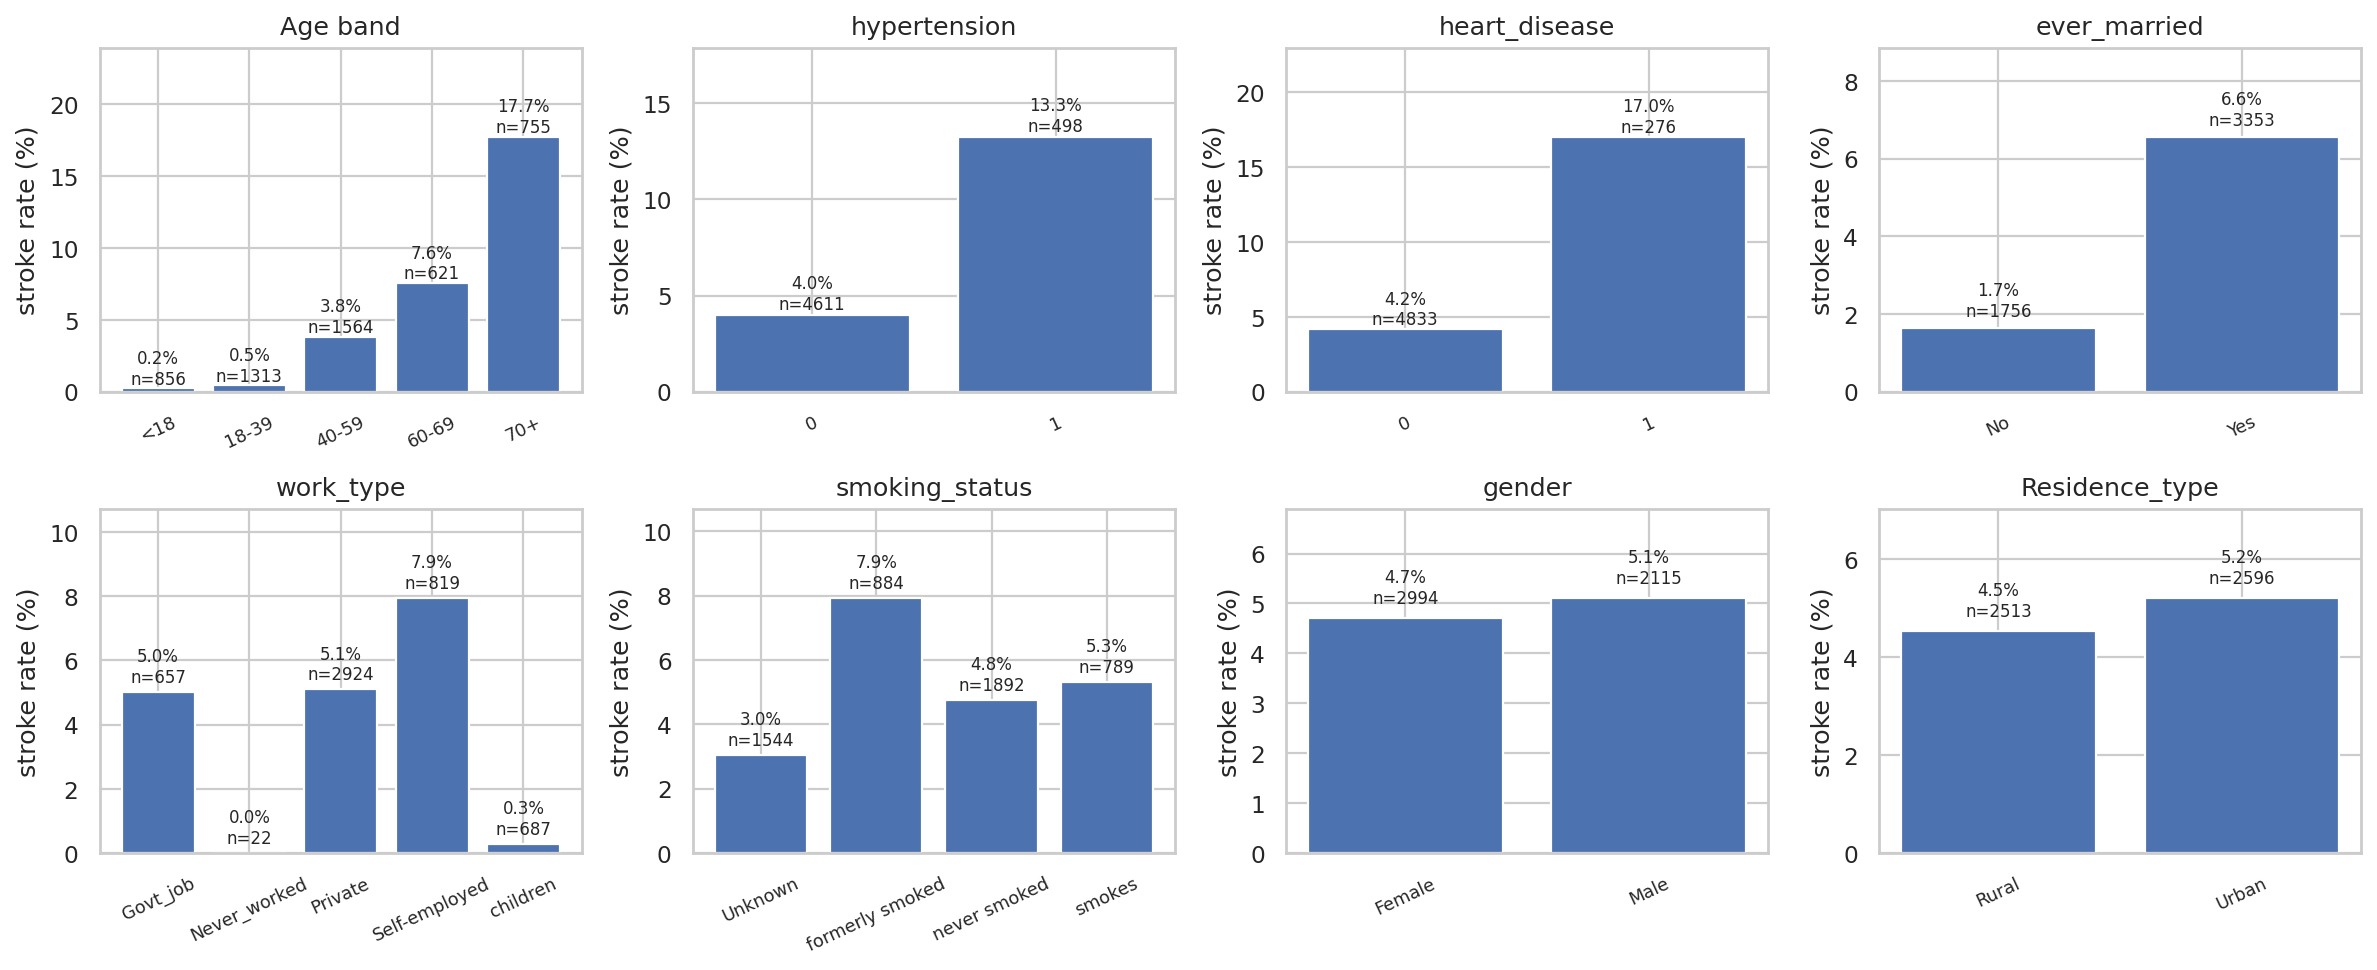 Age band
stroke rate (%)
20
15
10
5
0
0.2%
n=856
0.5%
n=1313
3.8%
n=1564
7.6%
n=621
17.7%
n=755
<18
18-39
40-59
60-69
70+
hypertension
stroke rate (%)
15
10
5
0
4.0%
n=4611
13.3%
n=498
0
1
heart_disease
stroke rate (%)
20
15
10
5
0
4.2%
n=4833
17.0%
n=276
0
1
ever_married
stroke rate (%)
8
6
4
2
0
1.7%
n=1756
6.6%
n=3353
No
Yes
work_type
stroke rate (%)
10
8
6
4
2
0
5.0%
n=657
0.0%
n=22
5.1%
n=2924
7.9%
n=819
0.3%
n=687
Govt_job
Never_worked
Private
Self-employed
children
smoking_status
stroke rate (%)
10
8
6
4
2
0
3.0%
n=1544
7.9%
n=884
4.8%
n=1892
5.3%
n=789
Unknown
formerly smoked
never smoked
smokes
gender
stroke rate (%)
6
5
4
3
2
1
0
4.7%
n=2994
5.1%
n=2115
Female
Male
Residence_type
stroke rate (%)
6
4
2
0
4.5%
n=2513
5.2%
n=2596
Rural
Urban